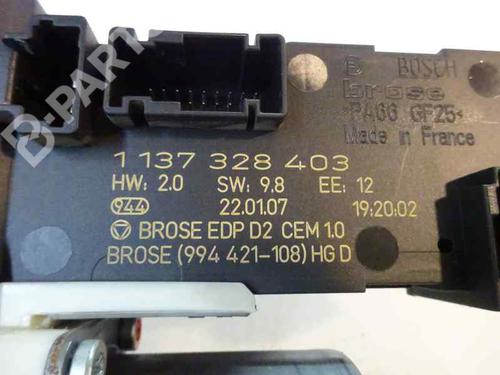 B-PARTS
BOSCH
brose
>PA66 GF25<
Made in France
1 137 328 403
HW: 2.0 SW: 9.8 EE: 12
944 22.01.07 19:20:02
BROSE EDP D2 CEM 1.0
BROSE (994 421-108) HG D